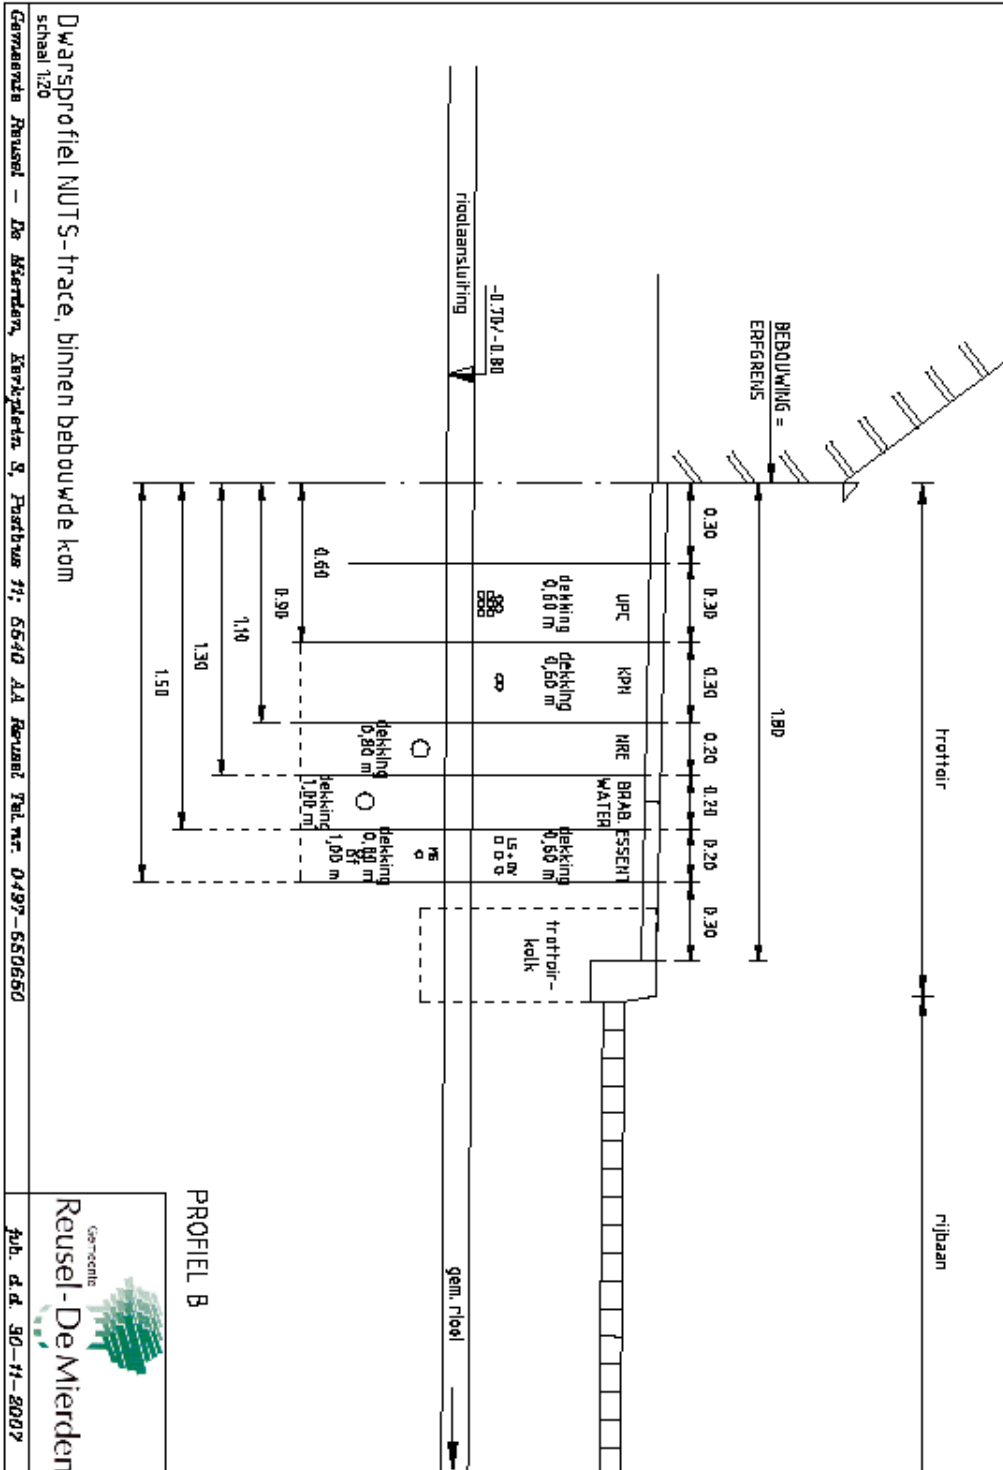 trottoir
rijbaan
BEBOUWING =
ERFGRENS
1.80
0.30
0.30
0.30
0.20
0.20
0.20
0.30
UPC
KPN
NRE
BRAB.
WATER
ESSENT
dekking
0,60 m
dekking
0,60 m
dekking
0,60 m
trottoir-
kolk
-0.70/-0.80
LS + OV
rioolaansluiting
gem. riool
MS
dekking
0,80 m
dekking
0,80 m
of
1,00 m
dekking
1,00 m
0.60
0.90
1.10
1.30
1.50
PROFIEL B
Dwarsprofiel NUTS-trace, binnen bebouwde kom
schaal 1:20
Gemeente
Reusel-De Mierden
Gemeente Reusel - De Mierden, Kerkplein 3, Postbus 11; 5540 AA Reusel Tel. nr. 0497-650650
d.d. 30-11-2007